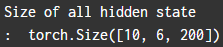 Size of all hidden state
:  torch.Size([10, 6, 200])